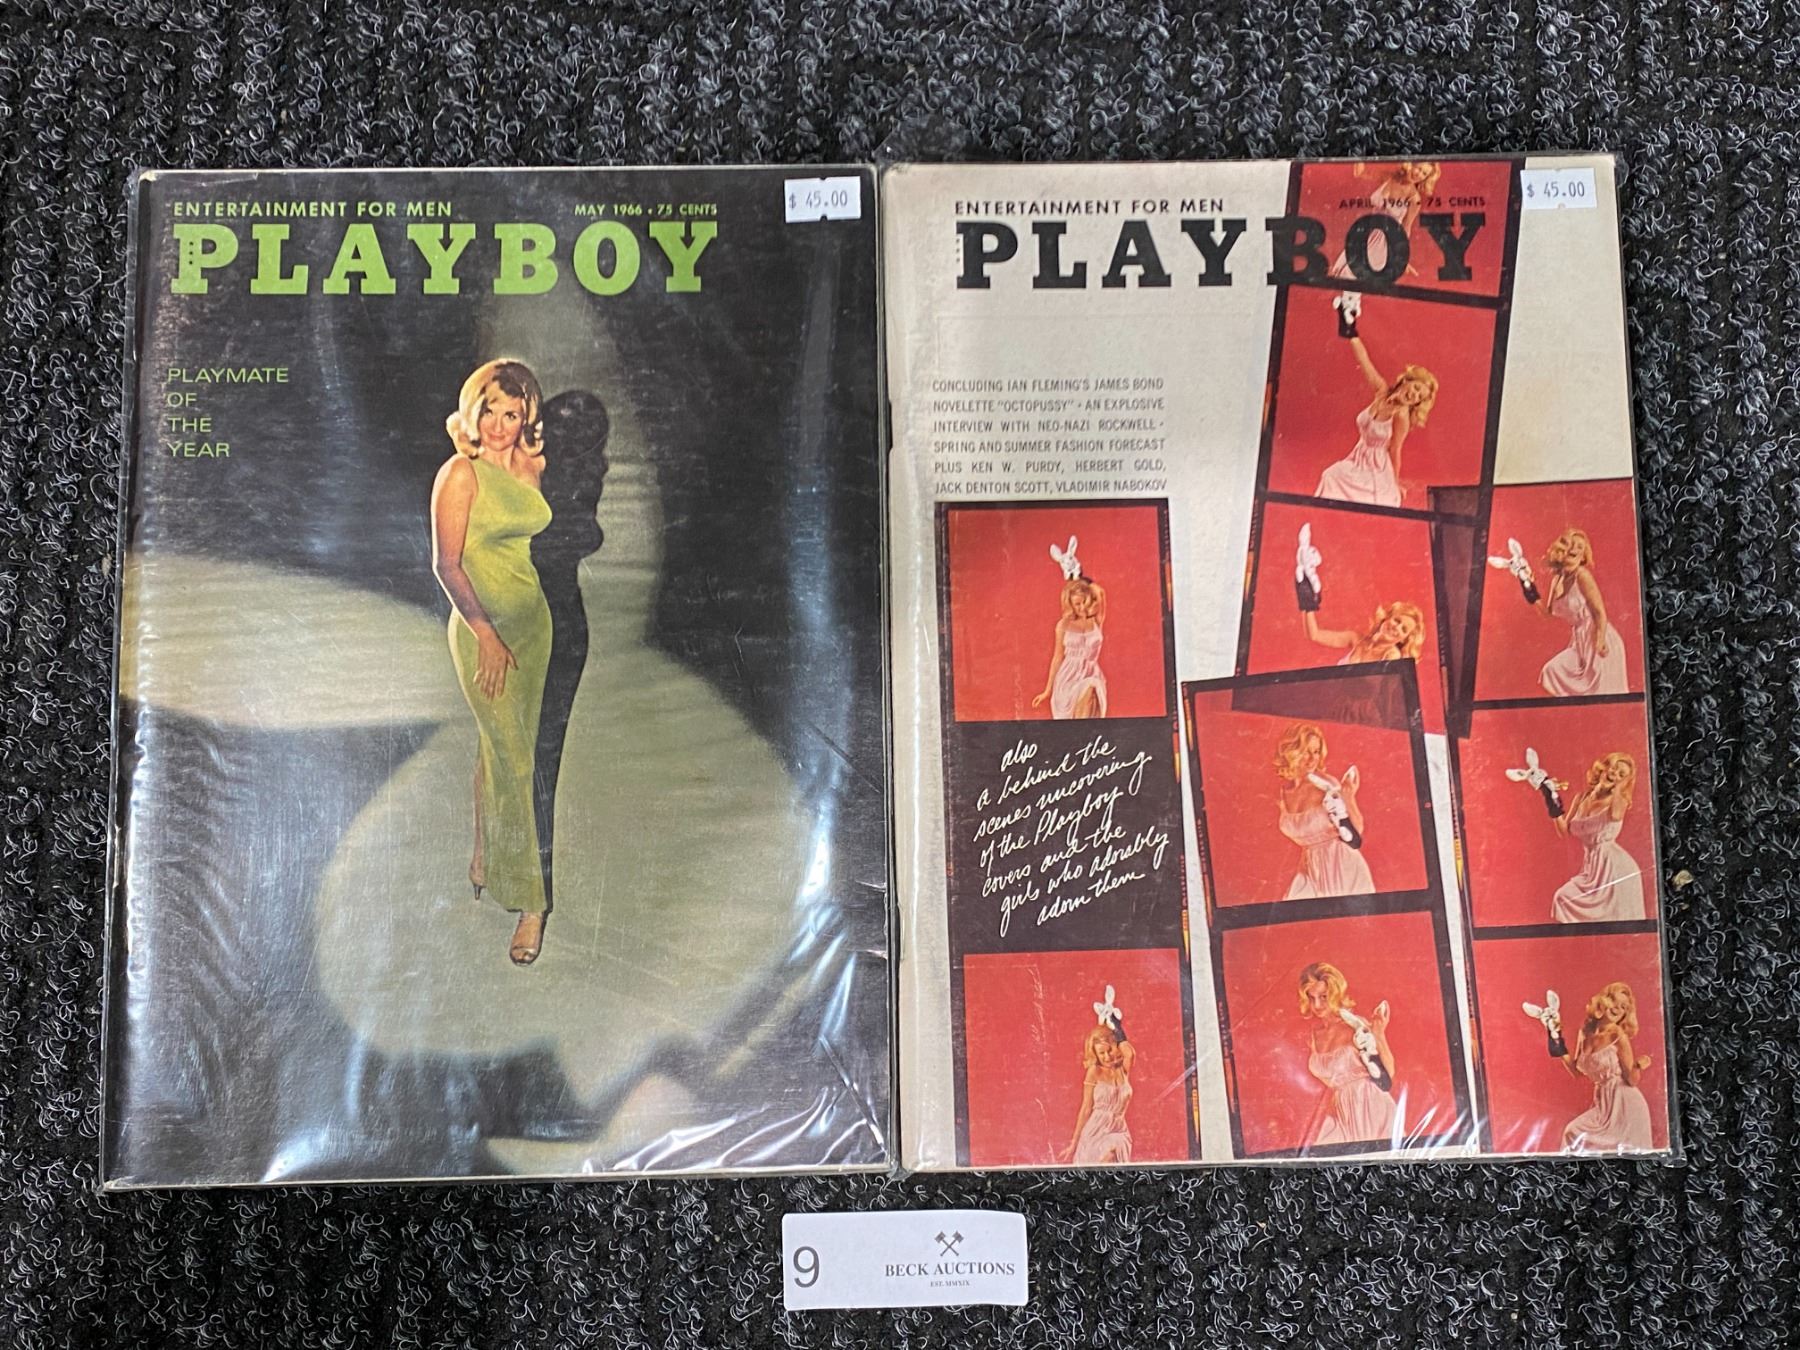 ENTERTAINMENT FOR MEN
MAY 1966 • 75 CENTS
$ 45.00
PLAYBOY
PLAYMATE
OF
THE
YEAR
ENTERTAINMENT FOR MEN
APRIL 1966 • 75 CENTS
$ 45.00
PLAYBOY
CONCLUDING IAN FLEMING'S JAMES BOND
NOVELETTE "OCTOPUSSY" • AN EXPLOSIVE
INTERVIEW WITH NEO-NAZI ROCKWELL •
SPRING AND SUMMER FASHION FORECAST
PLUS KEN W. PURDY, HERBERT GOLD,
JACK DENTON SCOTT, VLADIMIR NABOKOV
also
a behind the
scenes uncovering
of the Playboy
covers and the
girls who adorably
adorn them
9
BECK AUCTIONS
EST. MMXIX